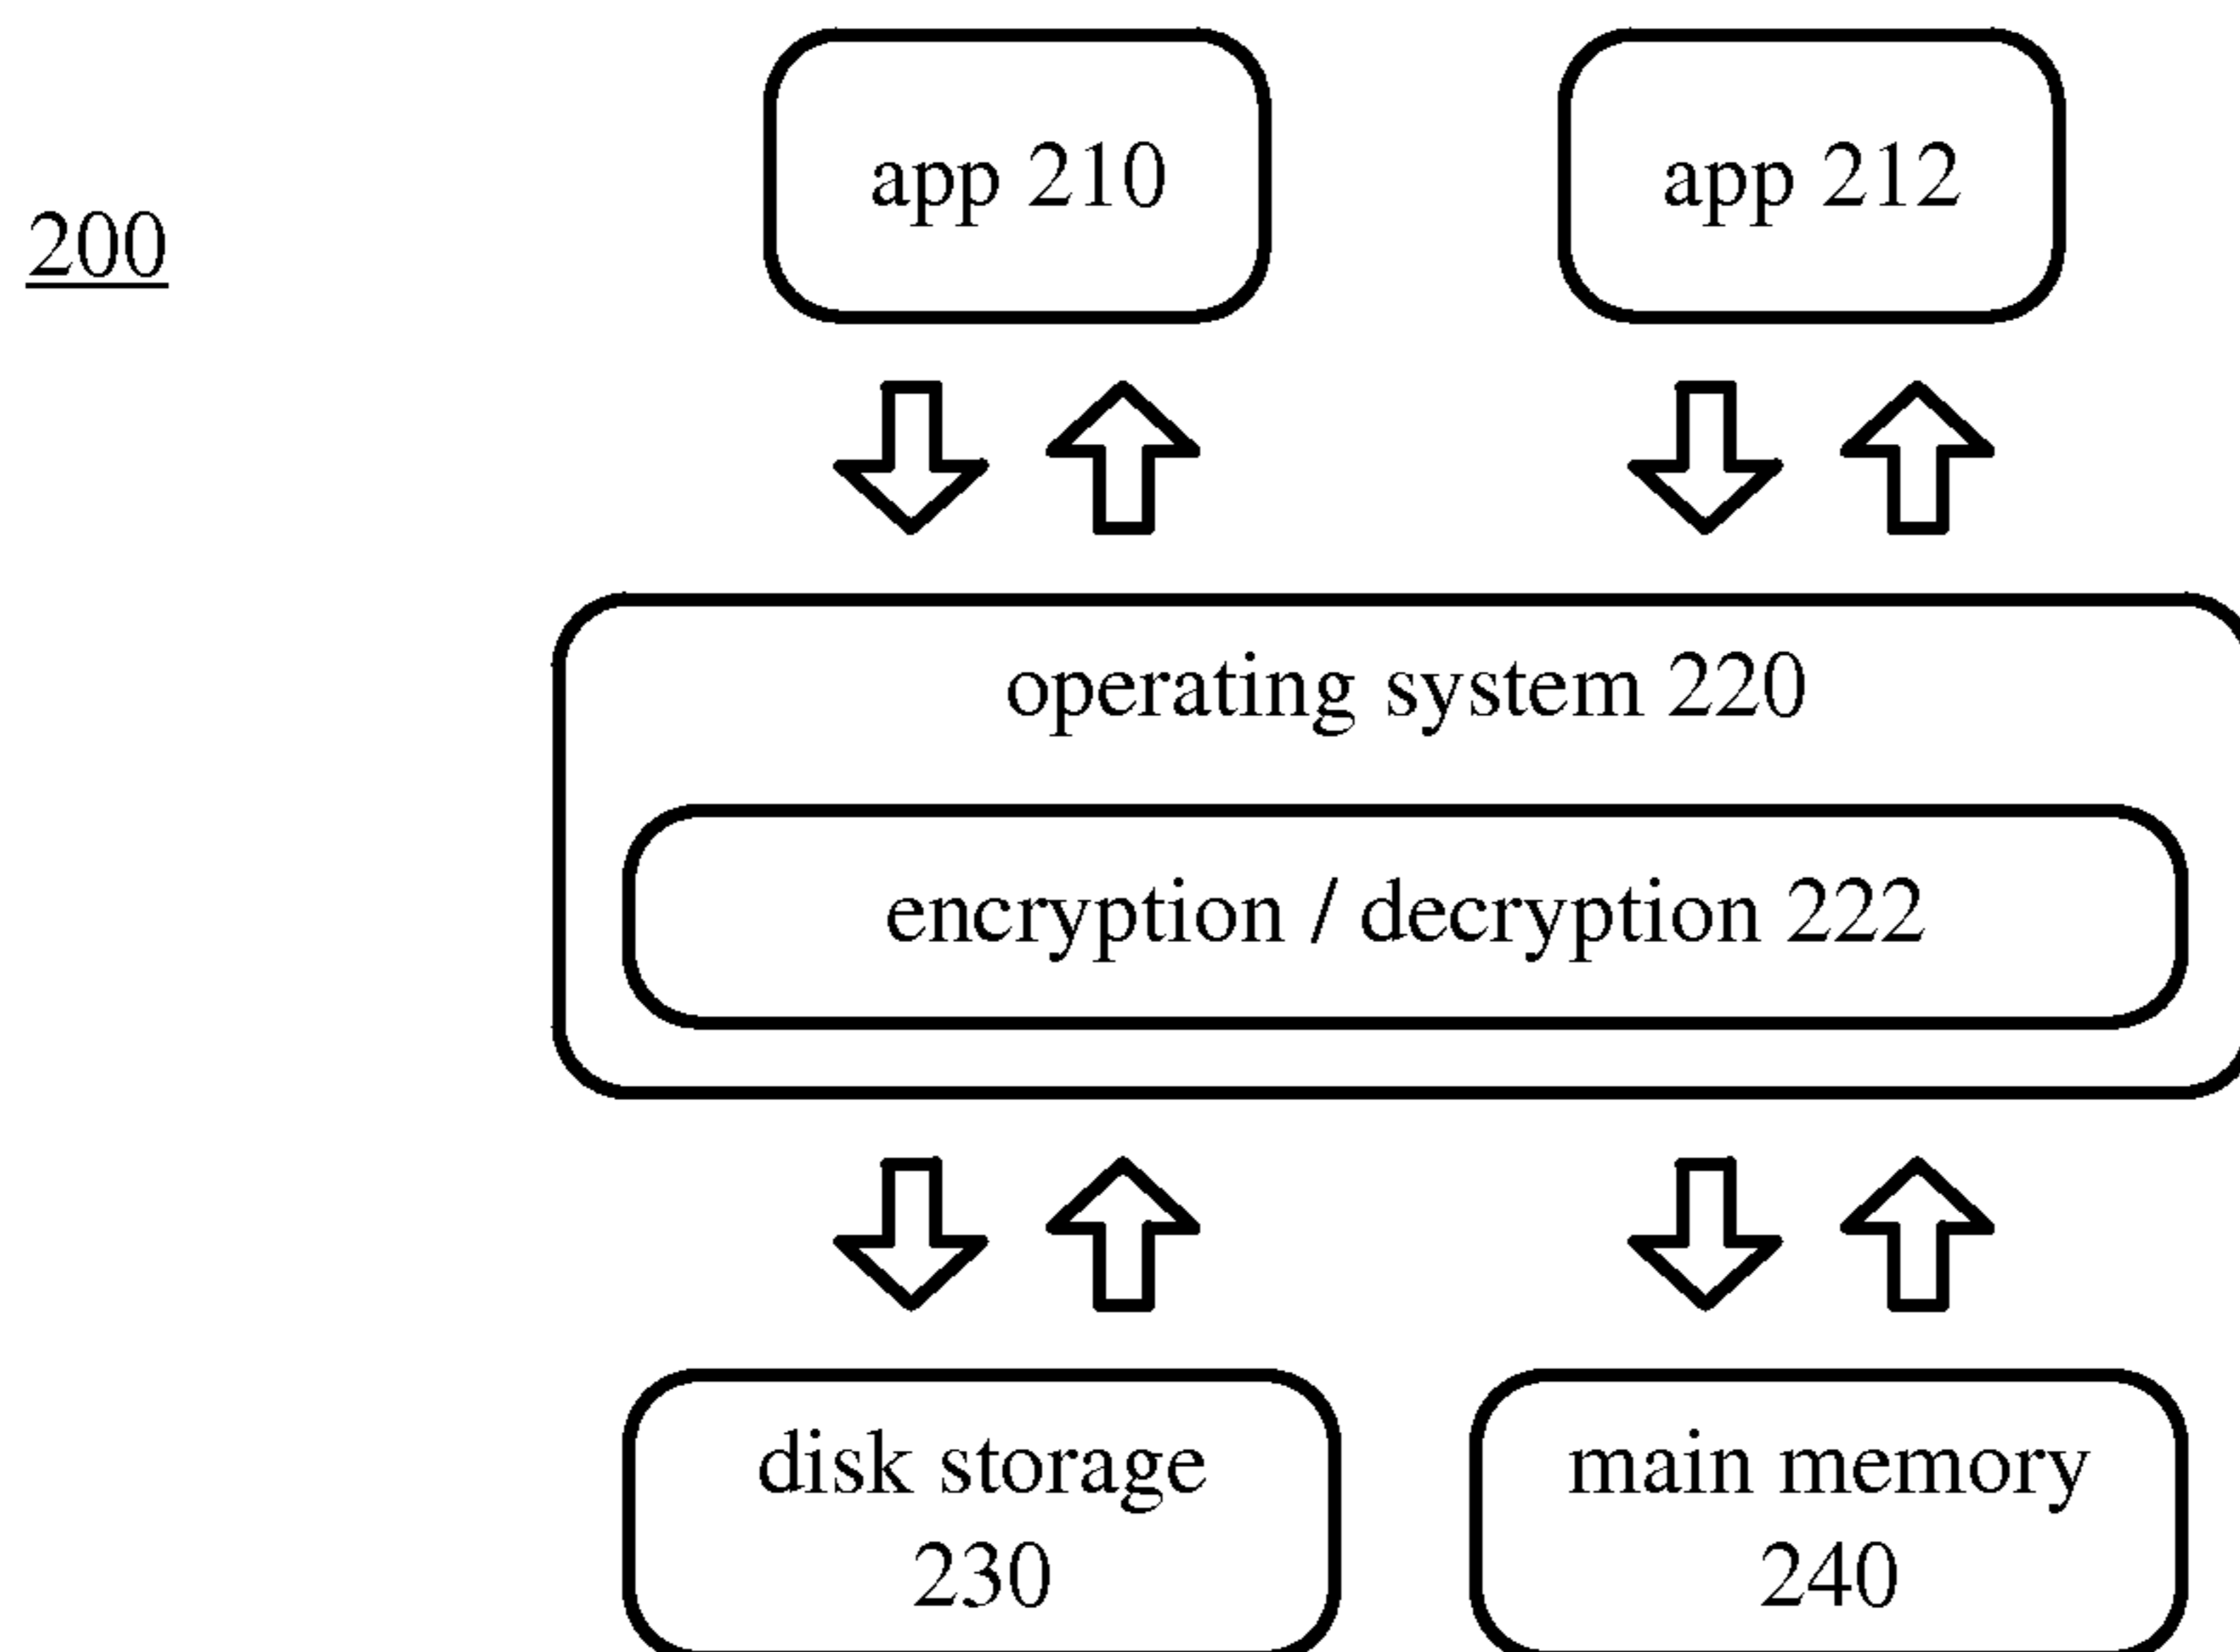 app 210
app 212
200
operating system 220
encryption / decryption 222
disk storage
230
main memory
240